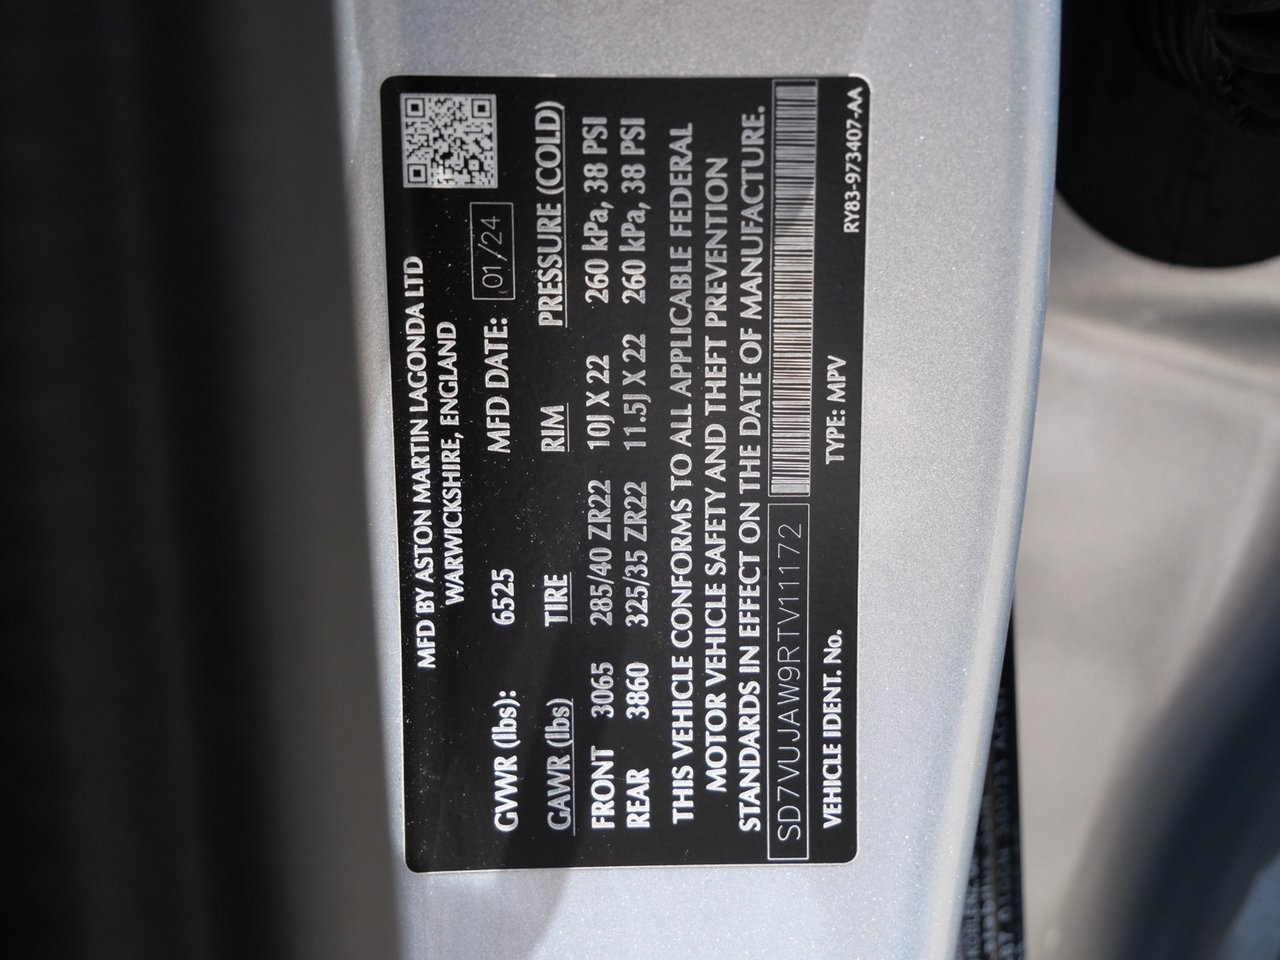 MFD BY ASTON MARTIN LAGONDA LTD
WARWICKSHIRE, ENGLAND
GVWR (lbs): 6525 MFD DATE: 01/24
GAWR (lbs) TIRE RIM PRESSURE (COLD)
FRONT 3065 285/40 ZR22 10J X 22 260 kPa, 38 PSI
REAR 3860 325/35 ZR22 11.5J X 22 260 kPa, 38 PSI
THIS VEHICLE CONFORMS TO ALL APPLICABLE FEDERAL
MOTOR VEHICLE SAFETY AND THEFT PREVENTION
STANDARDS IN EFFECT ON THE DATE OF MANUFACTURE.
SD7VUJAW9RTV11172
VEHICLE IDENT. No. TYPE: MPV RY83-973407-AA